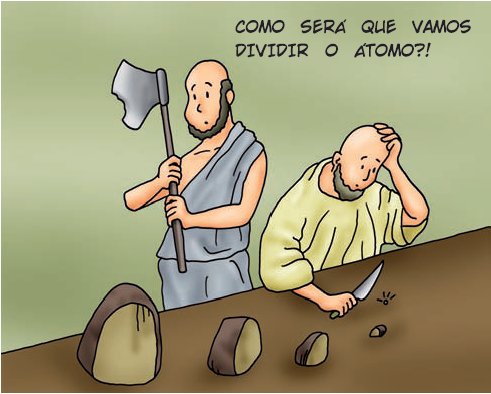 COMO SERÁ QUE VAMOS
DIVIDIR O ÁTOMO?!